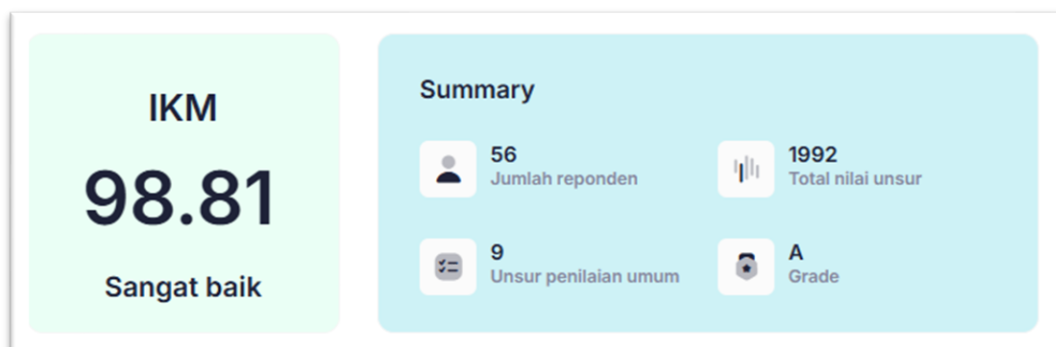 IKM
98.81
Sangat baik
Summary
56
Jumlah reponden
1992
Total nilai unsur
9
Unsur penilaian umum
A
Grade